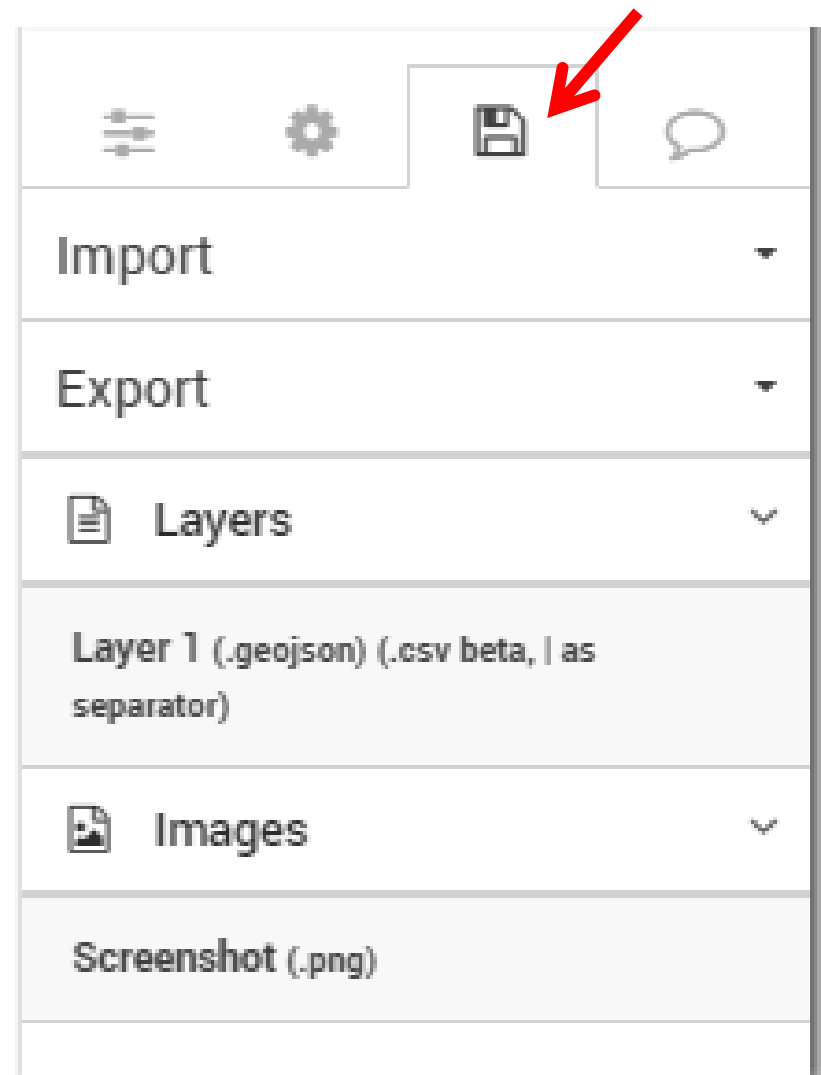 Import
Export
Layers
Layer 1 (.geojson) (.csv beta, | as
separator)
Images
Screenshot (.png)